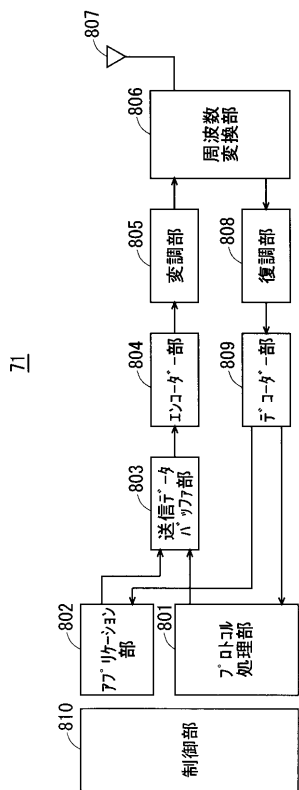 71
810
制御部
802
アプリケーション
部
801
プロトコル
処理部
803
送信データ
バッファ部
804
エンコーダー部
805
変調部
806
周波数
変換部
807
808
復調部
809
デコーダー部